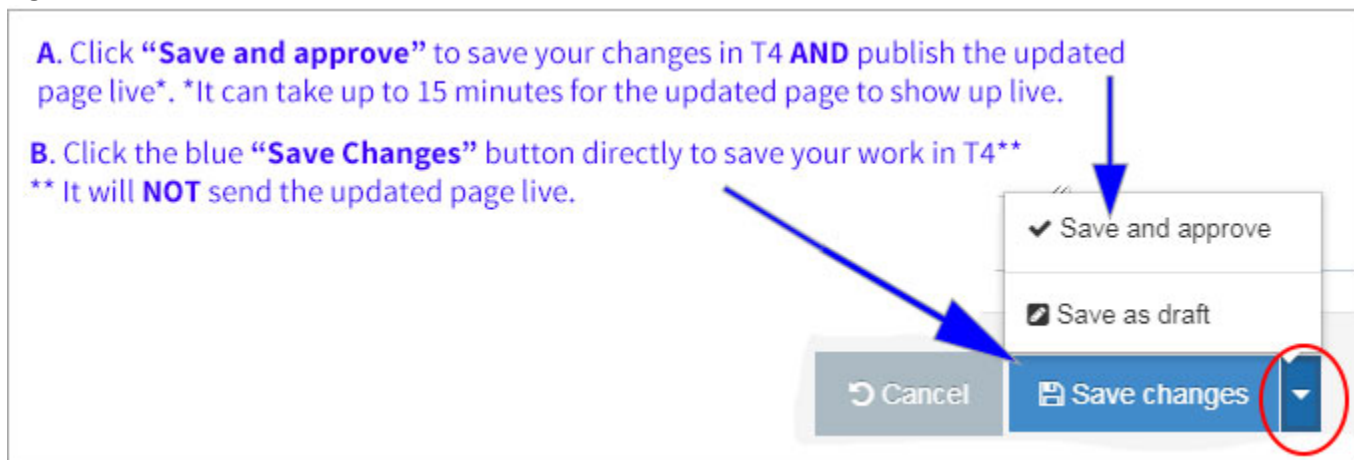 A. Click “Save and approve” to save your changes in T4 AND publish the updated
page live*. *It can take up to 15 minutes for the updated page to show up live.
B. Click the blue “Save Changes” button directly to save your work in T4**
** It will NOT send the updated page live.
Save and approve
Save as draft
Cancel
Save changes